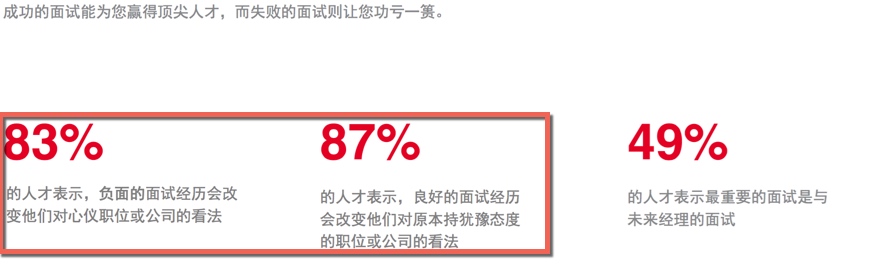 成功的面试能为您赢得顶尖人才，而失败的面试则让您功亏一篑。
83%
的人才表示，负面的面试经历会改
变他们对心仪职位或公司的看法
87%
的人才表示，良好的面试经历
会改变他们对原本持犹豫态度
的职位或公司的看法
49%
的人才表示最重要的面试是与
未来经理的面试